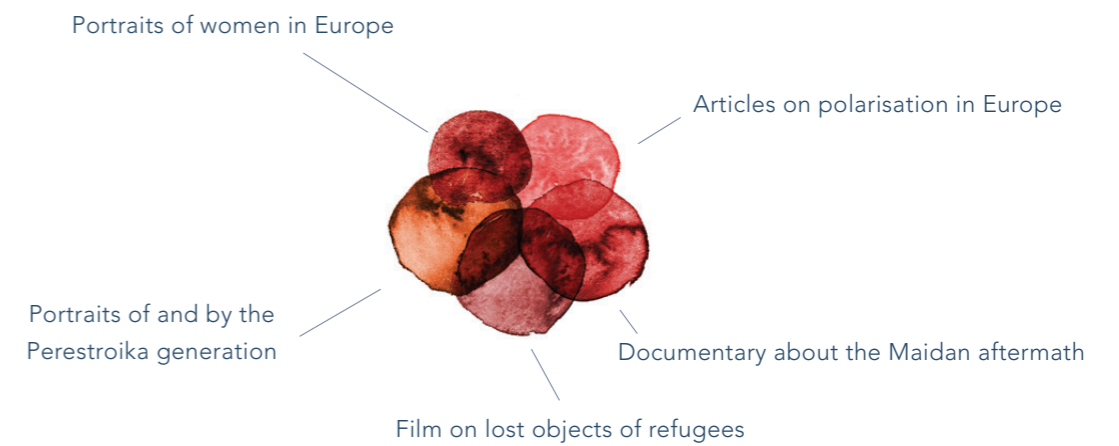 Portraits of women in Europe
Articles on polarisation in Europe
Portraits of and by the
Perestroika generation
Documentary about the Maidan aftermath
Film on lost objects of refugees